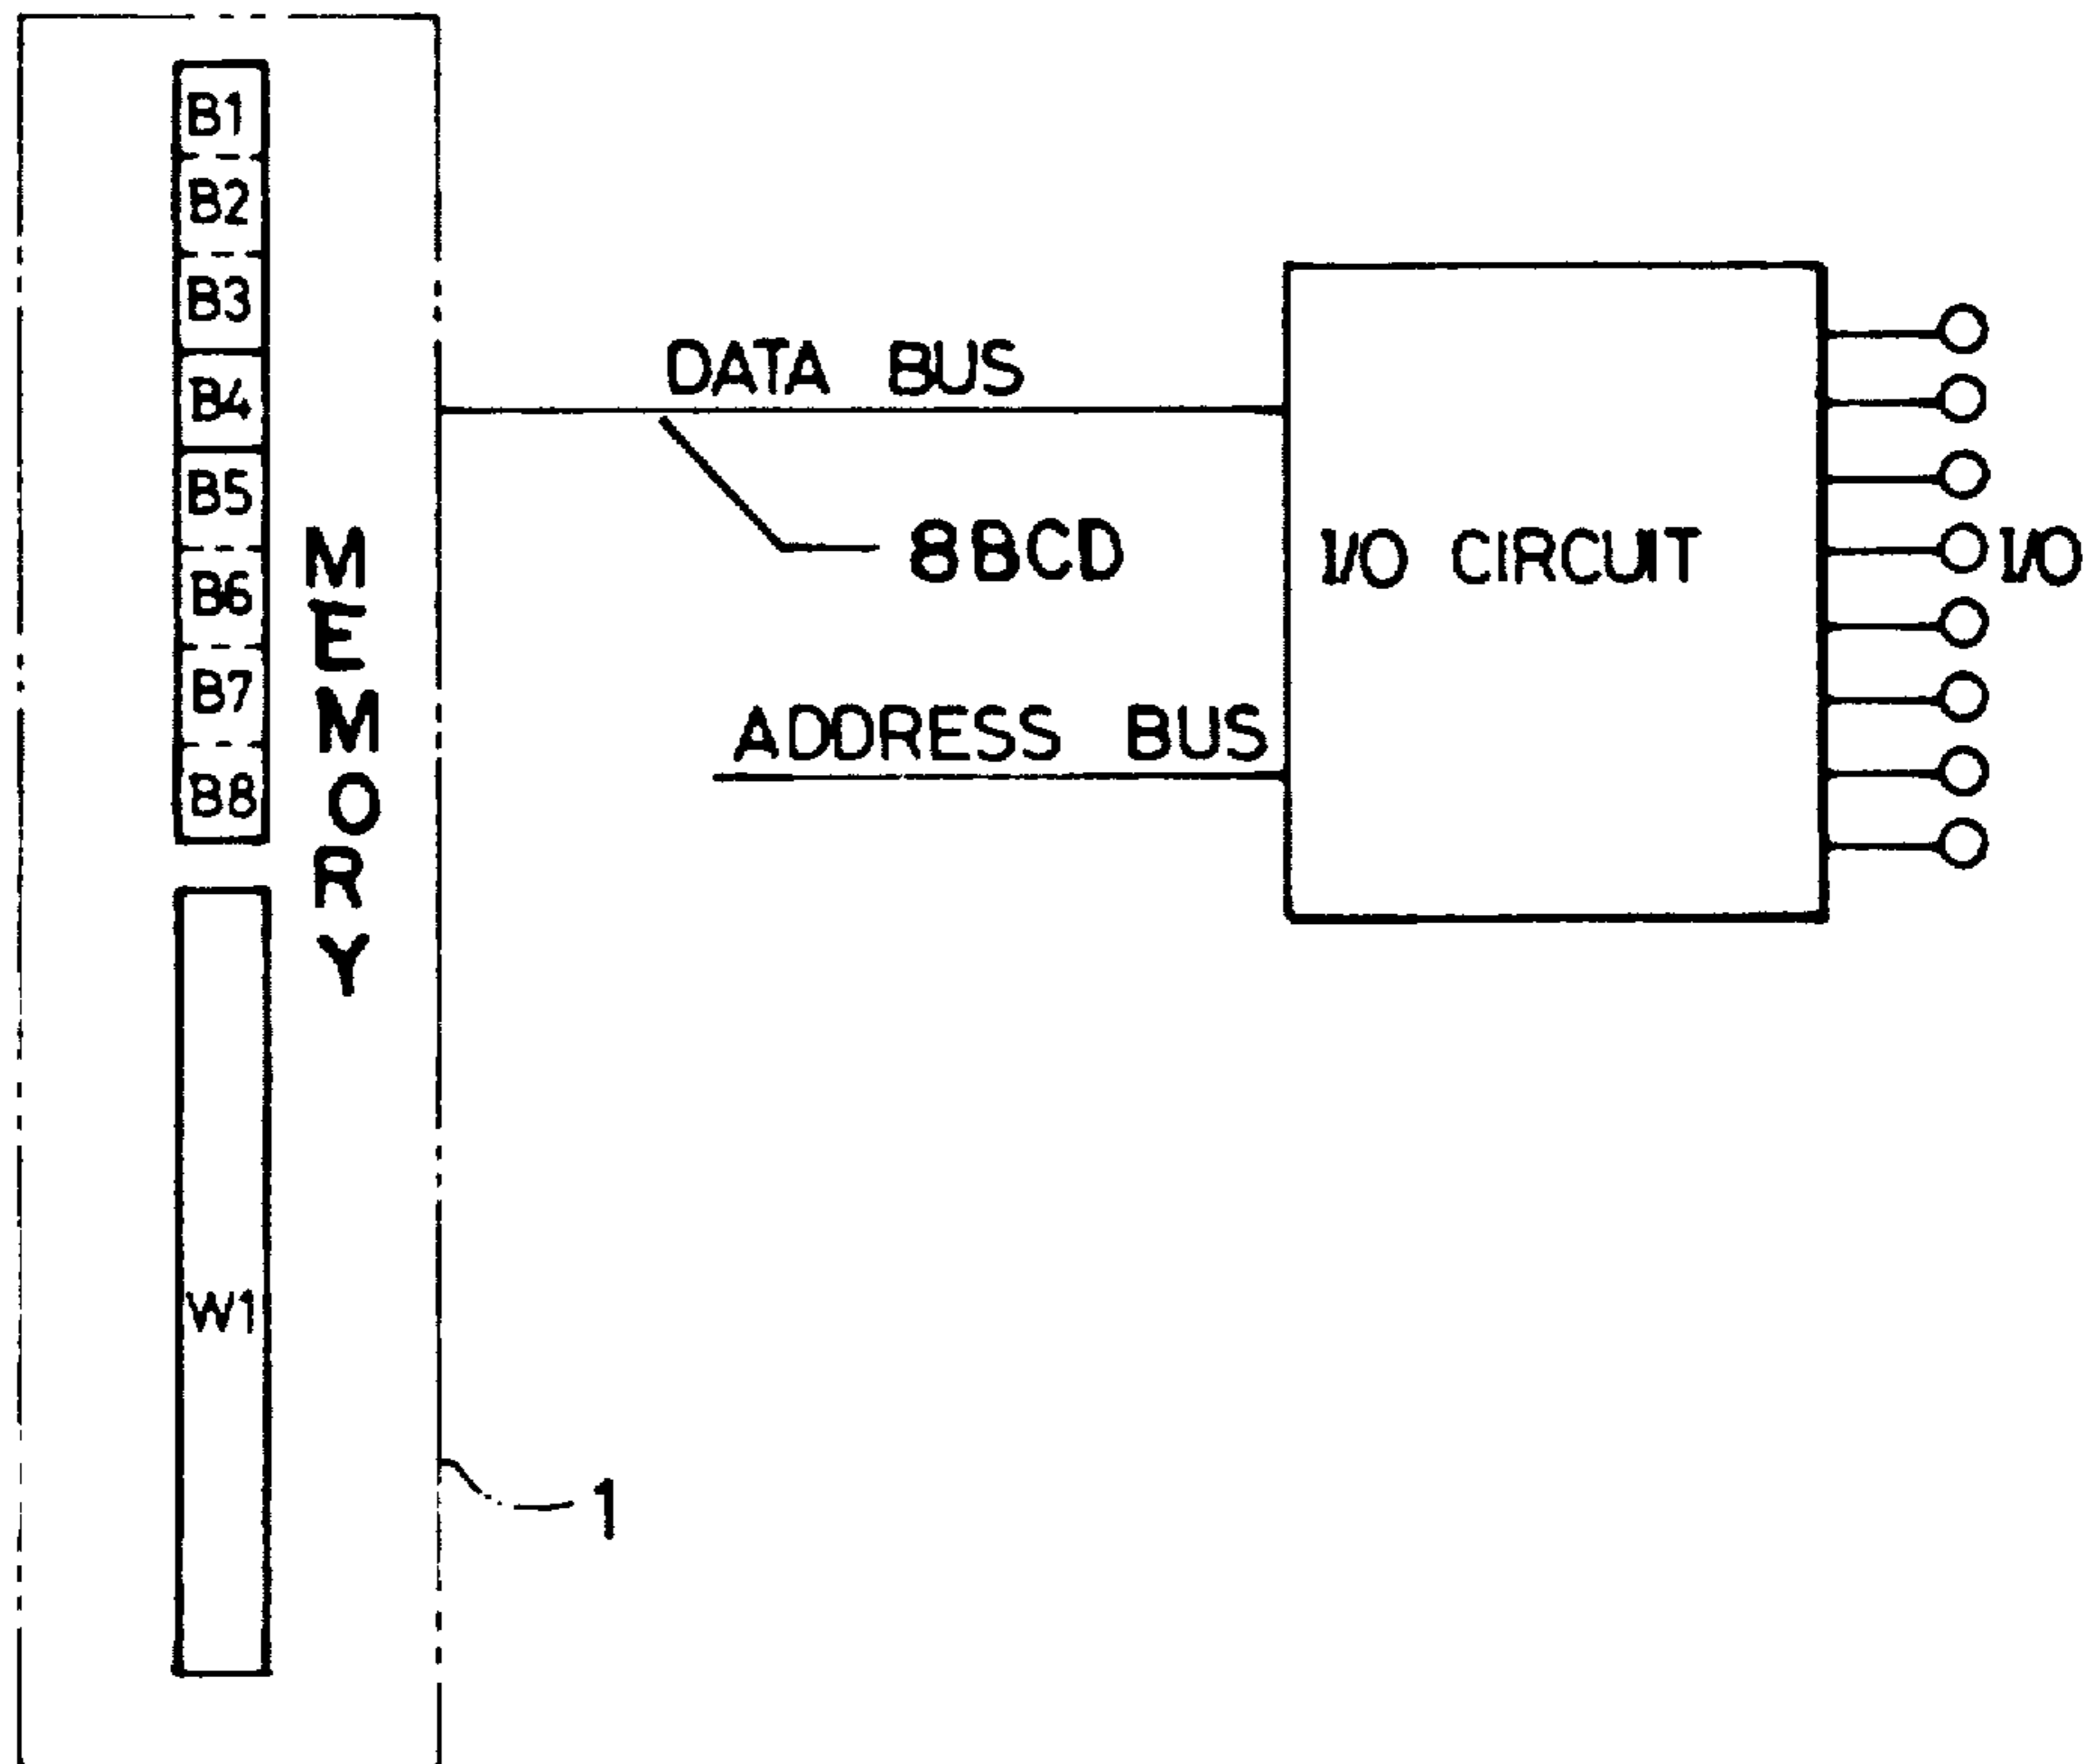 B1
B2
B3
B4
B5
B6
B7
B8
MEMORY
W1
1
DATA BUS
8BCD
ADDRESS BUS
I/O CIRCUIT
I/O